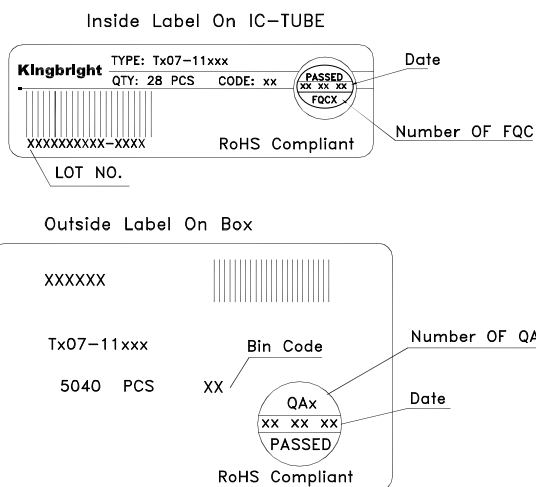 Inside Label On IC-TUBE
Kingbright
TYPE: Tx07-11xxx
QTY: 28 PCS CODE: xx
PASSED
xx xx xx
FQCX
Date
Number OF FQC
XXXXXXXXXX-XXXX
RoHS Compliant
LOT NO.
Outside Label On Box
XXXXXX
Tx07-11xxx
Bin Code
Number OF QA
5040 PCS XX
QAx
xx xx xx
PASSED
Date
RoHS Compliant